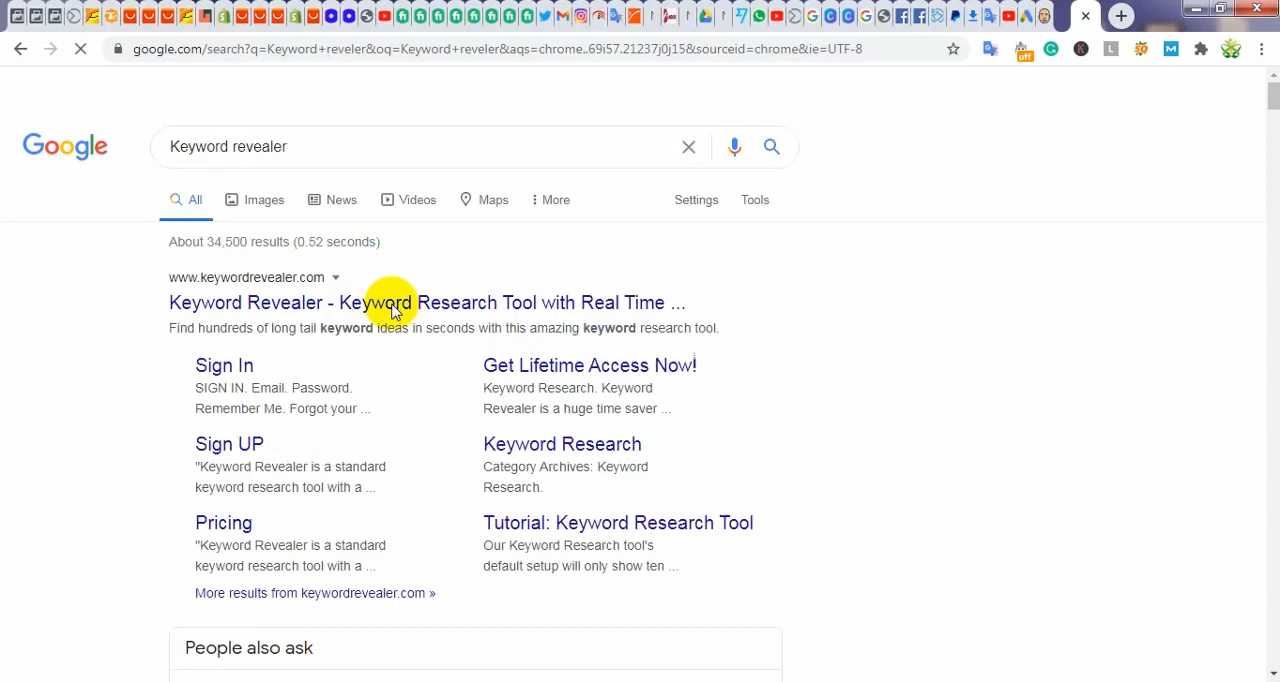 google.com/search?q=Keyword+reveler&oq=Keyword+reveler&aqs=chrome..69i57.21237j0j15&sourceid=chrome&ie=UTF-8
off
Google
Keyword revealer
All Images News Videos Maps More Settings Tools
About 34,500 results (0.52 seconds)
www.keywordrevealer.com
Keyword Revealer - Keyword Research Tool with Real Time ...
Find hundreds of long tail keyword ideas in seconds with this amazing keyword research tool.
Sign In
SIGN IN. Email. Password.
Remember Me. Forgot your ...
Get Lifetime Access Now!
Keyword Research. Keyword
Revealer is a huge time saver ...
Sign UP
"Keyword Revealer is a standard
keyword research tool with a ...
Keyword Research
Category Archives: Keyword
Research.
Pricing
"Keyword Revealer is a standard
keyword research tool with a ...
Tutorial: Keyword Research Tool
Our Keyword Research tool's
default setup will only show ten ...
More results from keywordrevealer.com »
People also ask